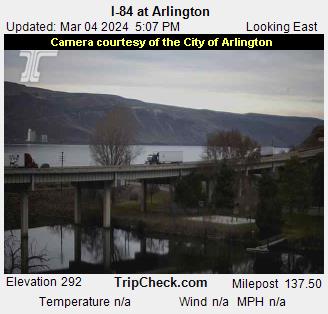 I-84 at Arlington
Updated: Mar 04 2024 5:07 PM Looking East
Camera courtesy of the City of Arlington
Elevation 292 TripCheck.com Milepost 137.50
Temperature n/a Wind n/a MPH n/a